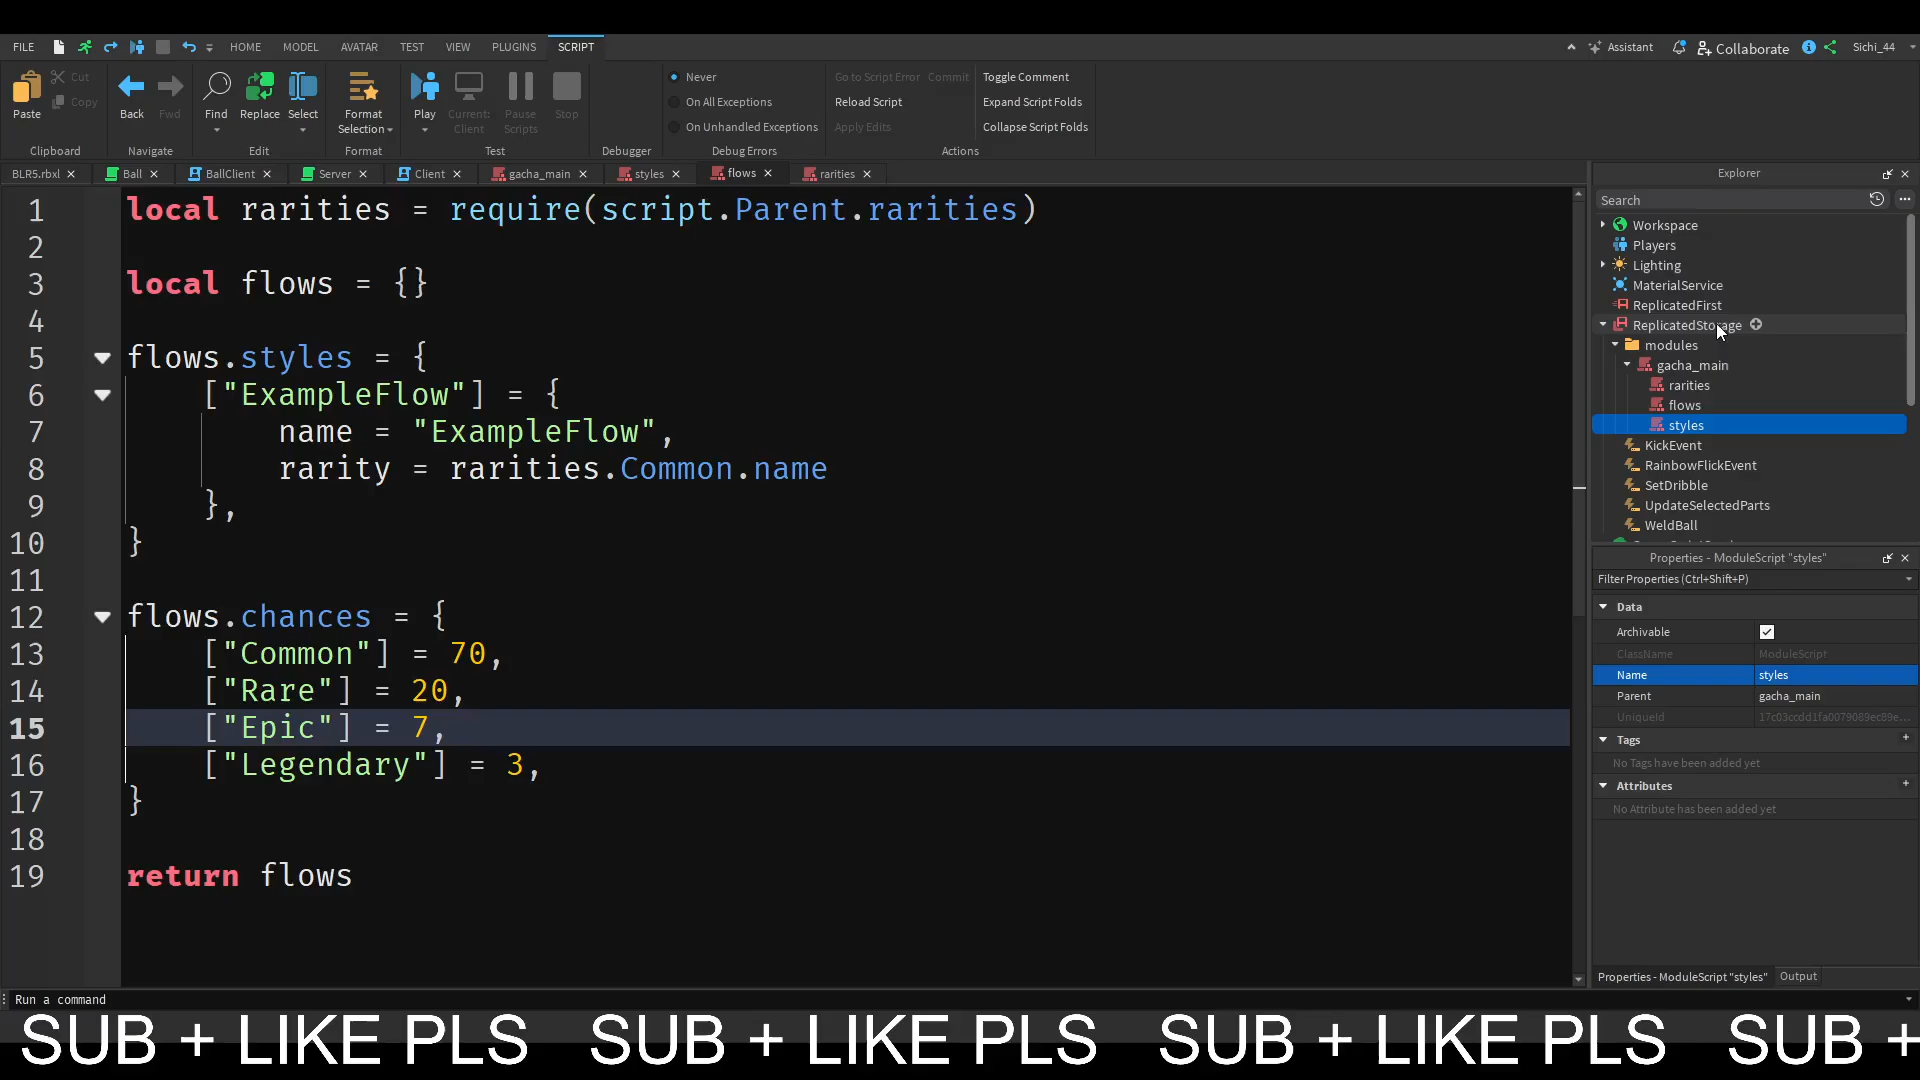 FILE HOME MODEL AVATAR TEST VIEW PLUGINS SCRIPT Assistant Collaborate Sichi_44
Paste Cut Copy Back Fwd Find Replace Select Format Selection Play Current: Client Pause Scripts Stop
Never Go to Script Error Commit Toggle Comment
On All Exceptions Reload Script Expand Script Folds
On Unhandled Exceptions Apply Edits Collapse Script Folds
Clipboard Navigate Edit Format Test Debugger Debug Errors Actions
BLR5.rbxl Ball BallClient Server Client gacha_main styles flows rarities
1 local rarities = require(script.Parent.rarities)
2
3 local flows = {}
4
5 flows.styles = {
6 ["ExampleFlow"] = {
7 name = "ExampleFlow",
8 rarity = rarities.Common.name
9 },
10 }
11
12 flows.chances = {
13 ["Common"] = 70,
14 ["Rare"] = 20,
15 ["Epic"] = 7,
16 ["Legendary"] = 3,
17 }
18
19 return flows
Explorer
Search
Workspace
Players
Lighting
MaterialService
ReplicatedFirst
ReplicatedStorage
modules
gacha_main
rarities
flows
styles
KickEvent
RainbowFlickEvent
SetDribble
UpdateSelectedParts
WeldBall
Properties - ModuleScript "styles"
Filter Properties (Ctrl+Shift+P)
Data
Archivable
ClassName ModuleScript
Name styles
Parent gacha_main
UniqueId 17c03ccdd1fa0079089ec89e...
Tags
No Tags have been added yet
Attributes
No Attribute has been added yet
Properties - ModuleScript "styles" Output
Run a command
SUB + LIKE PLS SUB + LIKE PLS SUB + LIKE PLS SUB +